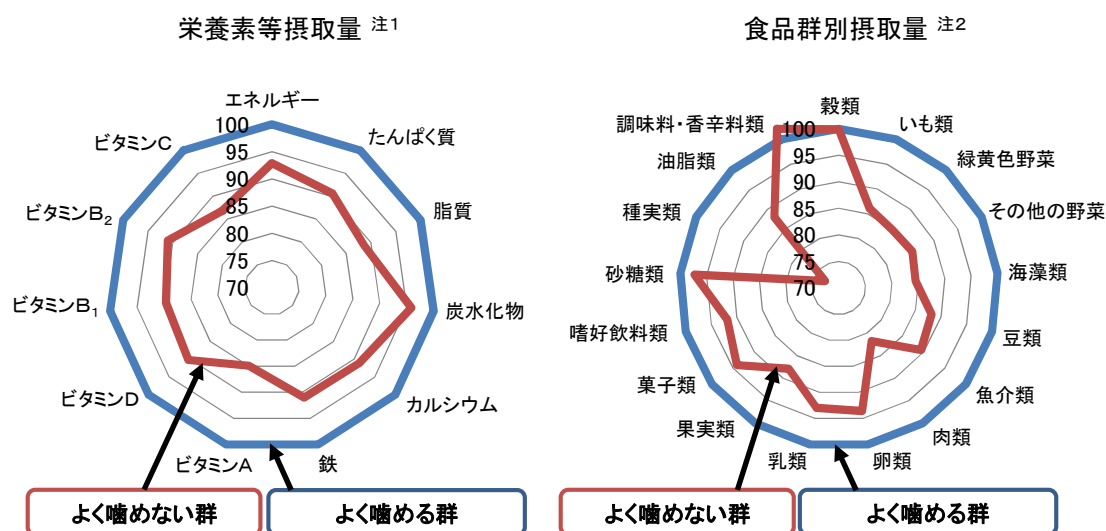 栄養素等摂取量 注1
エネルギー
たんぱく質
脂質
炭水化物
カルシウム
鉄
ビタミンA
ビタミンD
ビタミンB1
ビタミンB2
ビタミンC
100
95
90
85
80
75
70
よく噛めない群
よく噛める群
食品群別摂取量 注2
穀類
いも類
緑黄色野菜
その他の野菜
海藻類
豆類
魚介類
肉類
卵類
乳類
果実類
菓子類
嗜好飲料類
砂糖類
種実類
油脂類
調味料・香辛料類
100
95
90
85
80
75
70
よく噛めない群
よく噛める群